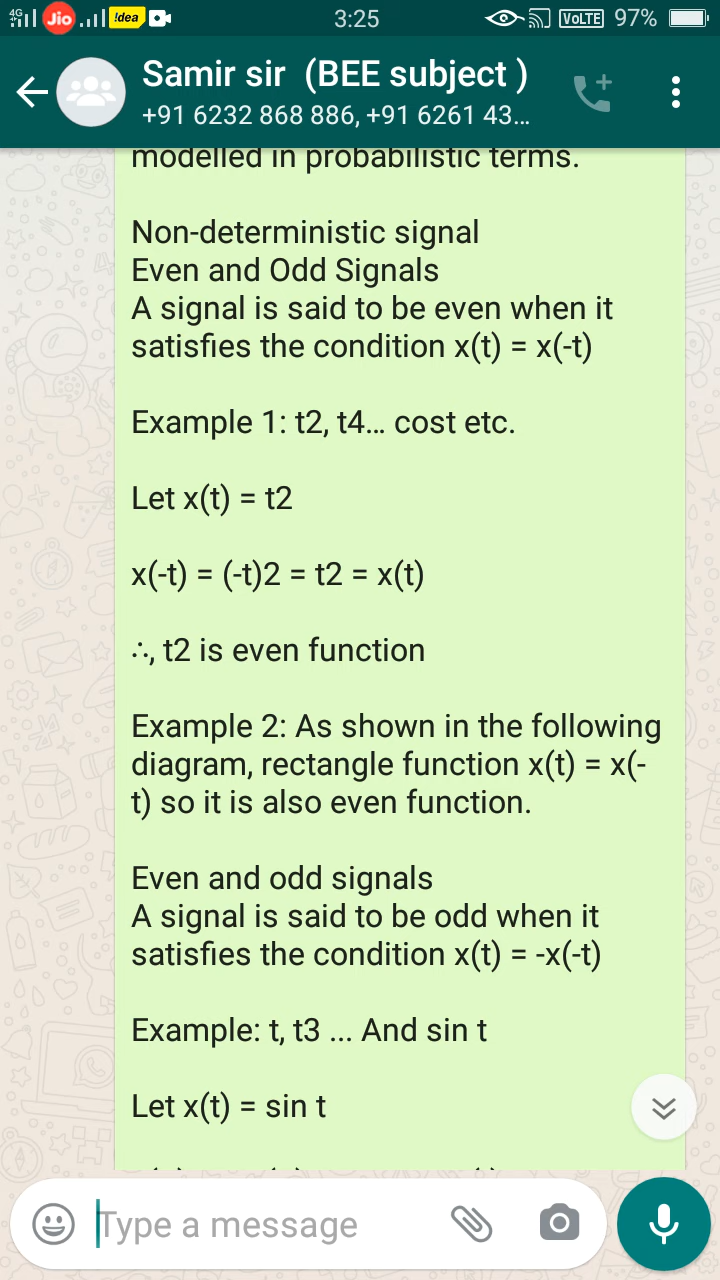 4G Jio !dea 3:25 VoLTE 97%
Samir sir (BEE subject )
+91 6232 868 886, +91 6261 43...
modelled in probabilistic terms.
Non-deterministic signal
Even and Odd Signals
A signal is said to be even when it
satisfies the condition x(t) = x(-t)
Example 1: t2, t4... cost etc.
Let x(t) = t2
x(-t) = (-t)2 = t2 = x(t)
∴, t2 is even function
Example 2: As shown in the following
diagram, rectangle function x(t) = x(-
t) so it is also even function.
Even and odd signals
A signal is said to be odd when it
satisfies the condition x(t) = -x(-t)
Example: t, t3 ... And sin t
Let x(t) = sin t
Type a message